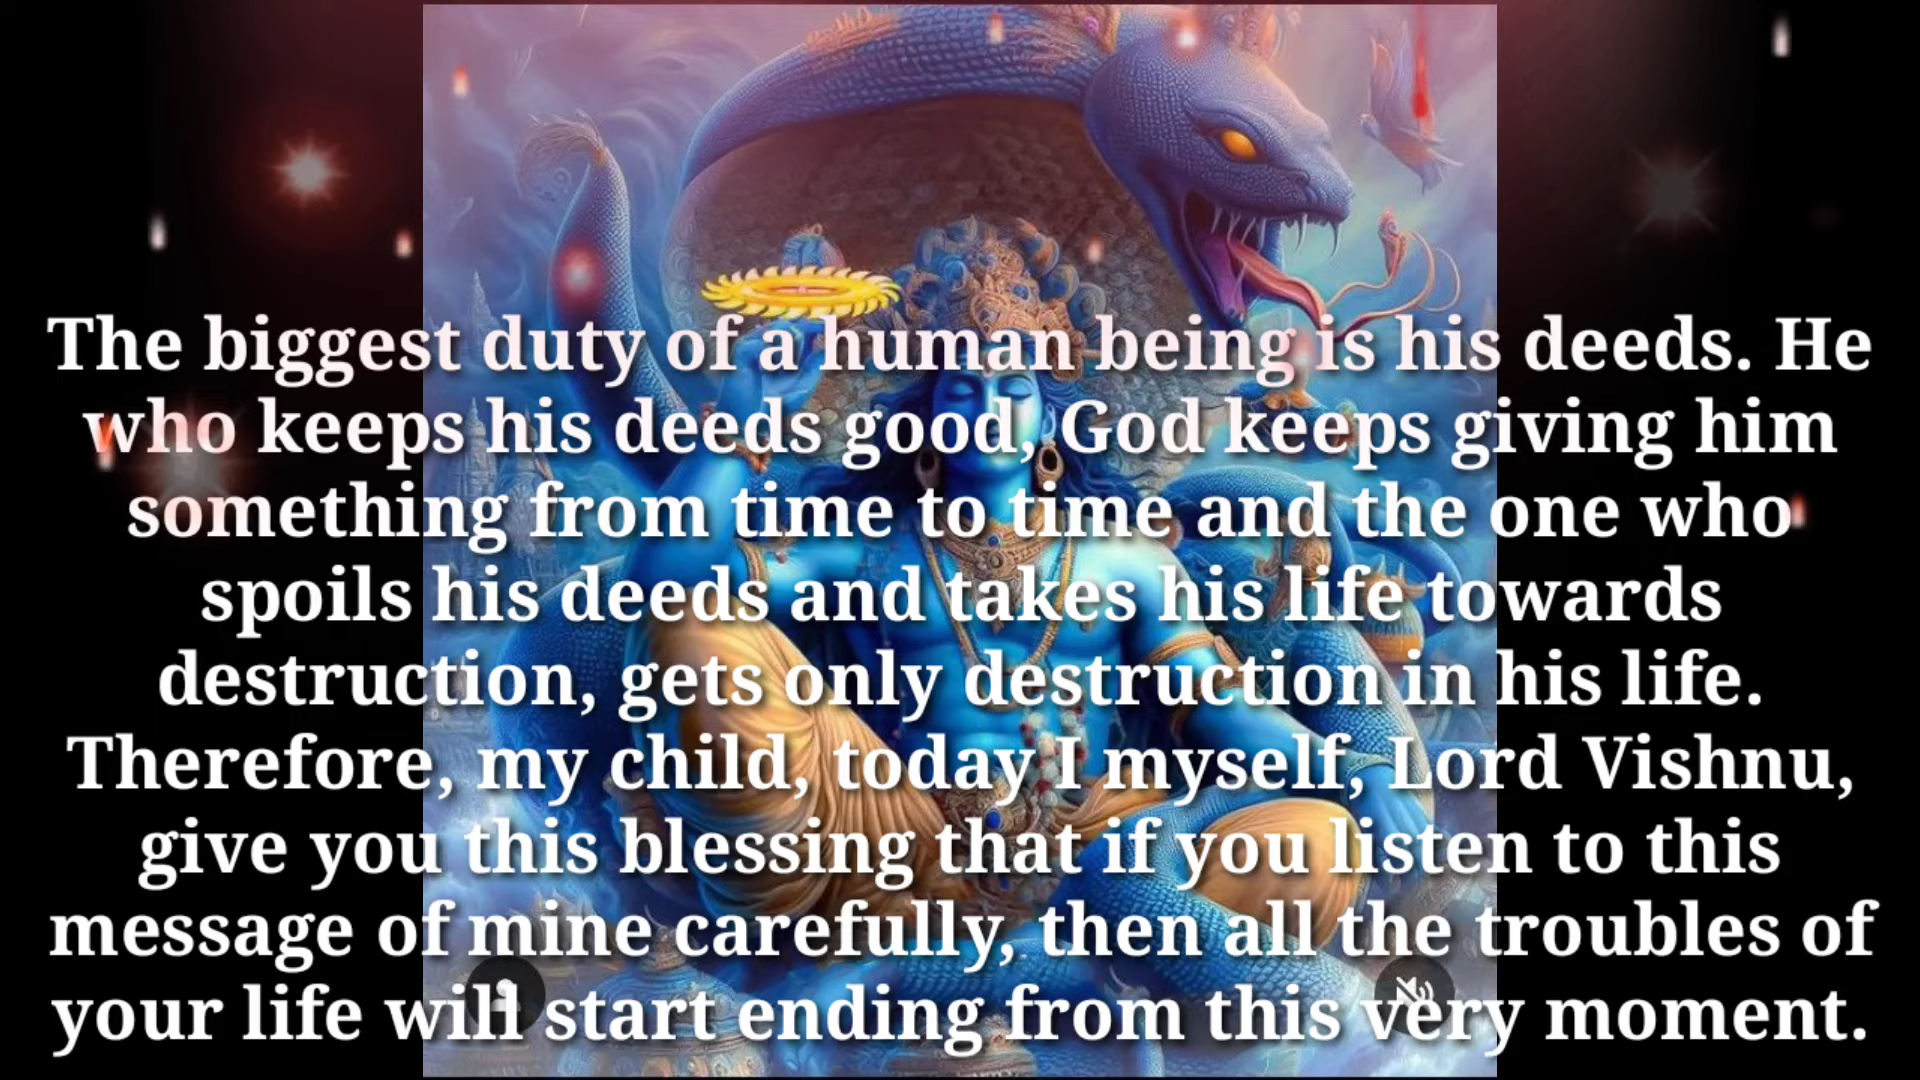 The biggest duty of a human being is his deeds. He
who keeps his deeds good, God keeps giving him
something from time to time and the one who
spoils his deeds and takes his life towards
destruction, gets only destruction in his life.
Therefore, my child, today I myself, Lord Vishnu,
give you this blessing that if you listen to this
message of mine carefully, then all the troubles of
your life will start ending from this very moment.